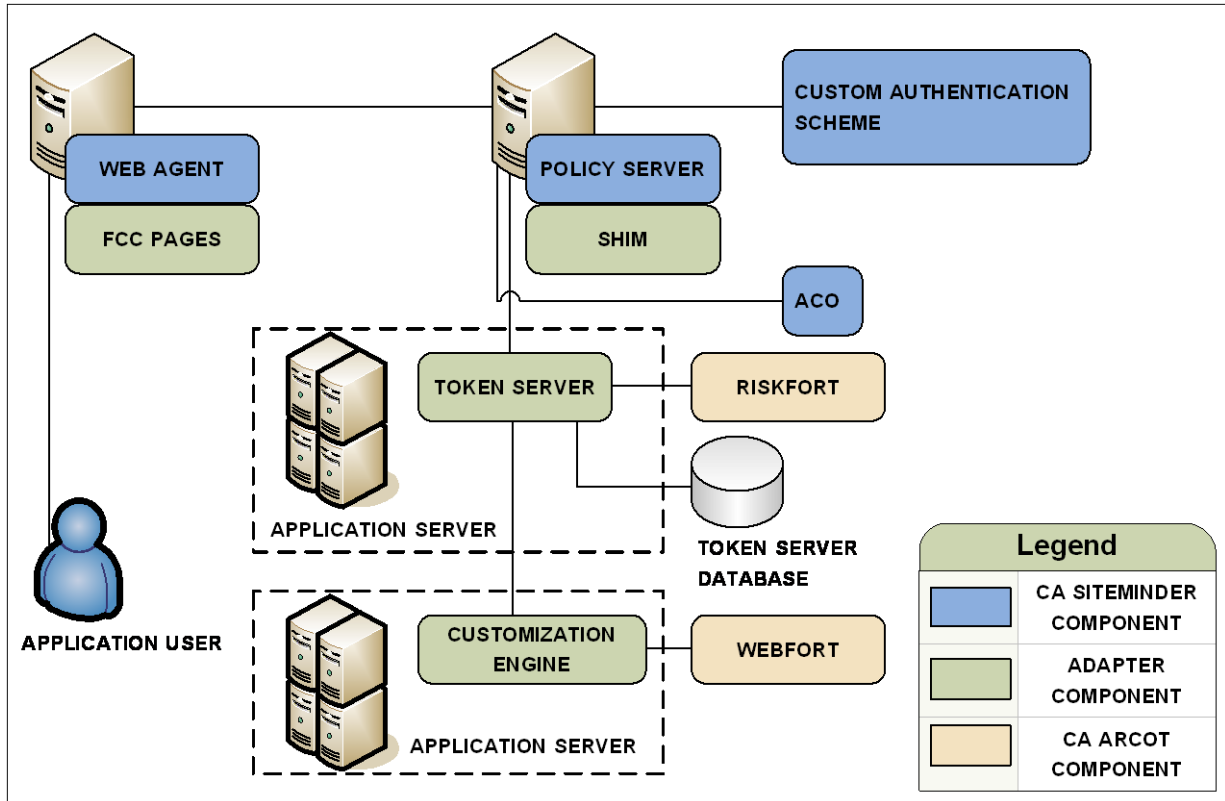 CUSTOM AUTHENTICATION
SCHEME
WEB AGENT
POLICY SERVER
FCC PAGES
SHIM
ACO
TOKEN SERVER
RISKFORT
APPLICATION SERVER
TOKEN SERVER
DATABASE
APPLICATION USER
CUSTOMIZATION
ENGINE
WEBFORT
APPLICATION SERVER
Legend
CA SITEMINDER
COMPONENT
ADAPTER
COMPONENT
CA ARCOT
COMPONENT